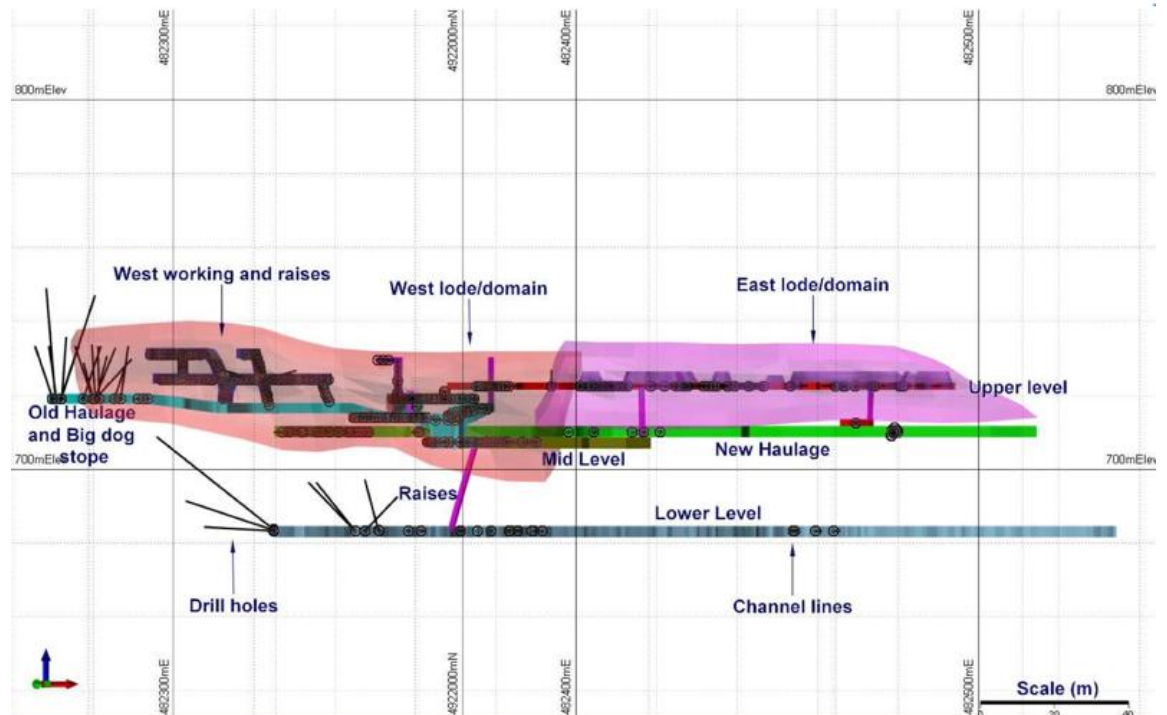 482300mE
4922000mN
482400mE
482500mE
800mElev
800mElev
West working and raises
West lode/domain
East lode/domain
Upper level
Old Haulage
and Big dog
stope
New Haulage
Mid Level
700mElev
700mElev
Raises
Lower Level
Drill holes
Channel lines
482300mE
4922000mN
482400mE
482500mE
Scale (m)